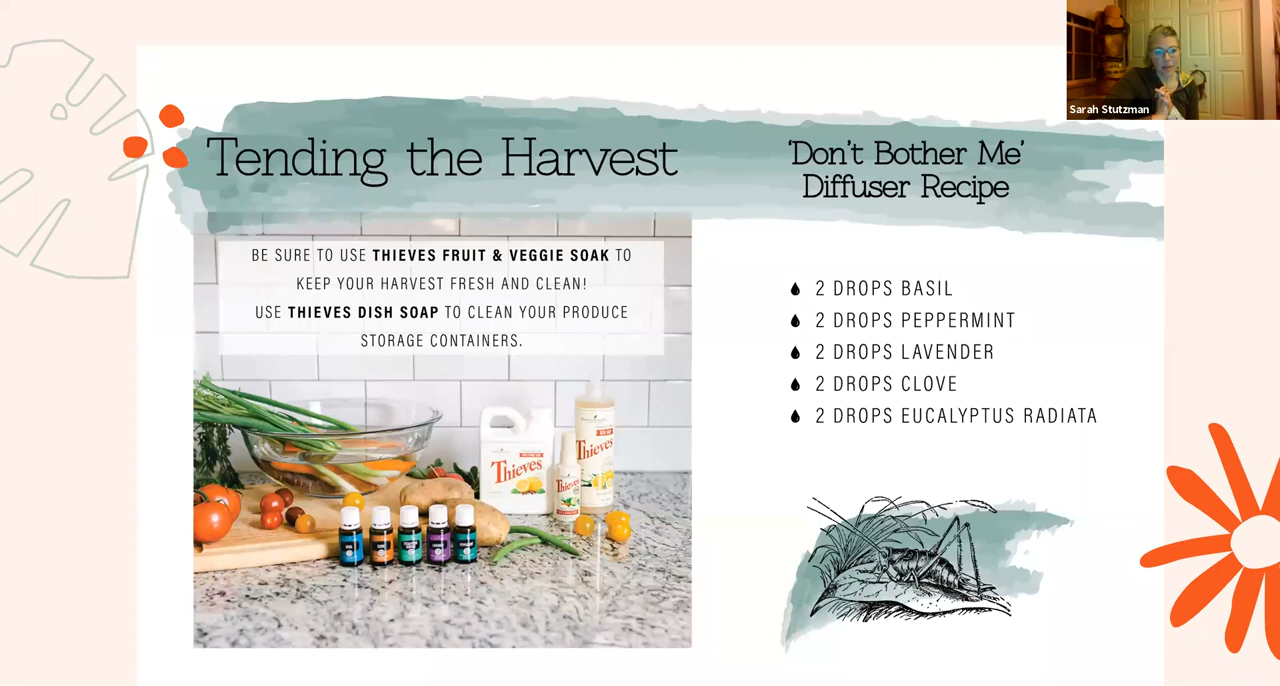 Sarah Stutzman
Tending the Harvest
BE SURE TO USE THIEVES FRUIT & VEGGIE SOAK TO
KEEP YOUR HARVEST FRESH AND CLEAN!
USE THIEVES DISH SOAP TO CLEAN YOUR PRODUCE
STORAGE CONTAINERS.
Thieves
Thieves
Thieves
‘Don’t Bother Me’
Diffuser Recipe
2 DROPS BASIL
2 DROPS PEPPERMINT
2 DROPS LAVENDER
2 DROPS CLOVE
2 DROPS EUCALYPTUS RADIATA